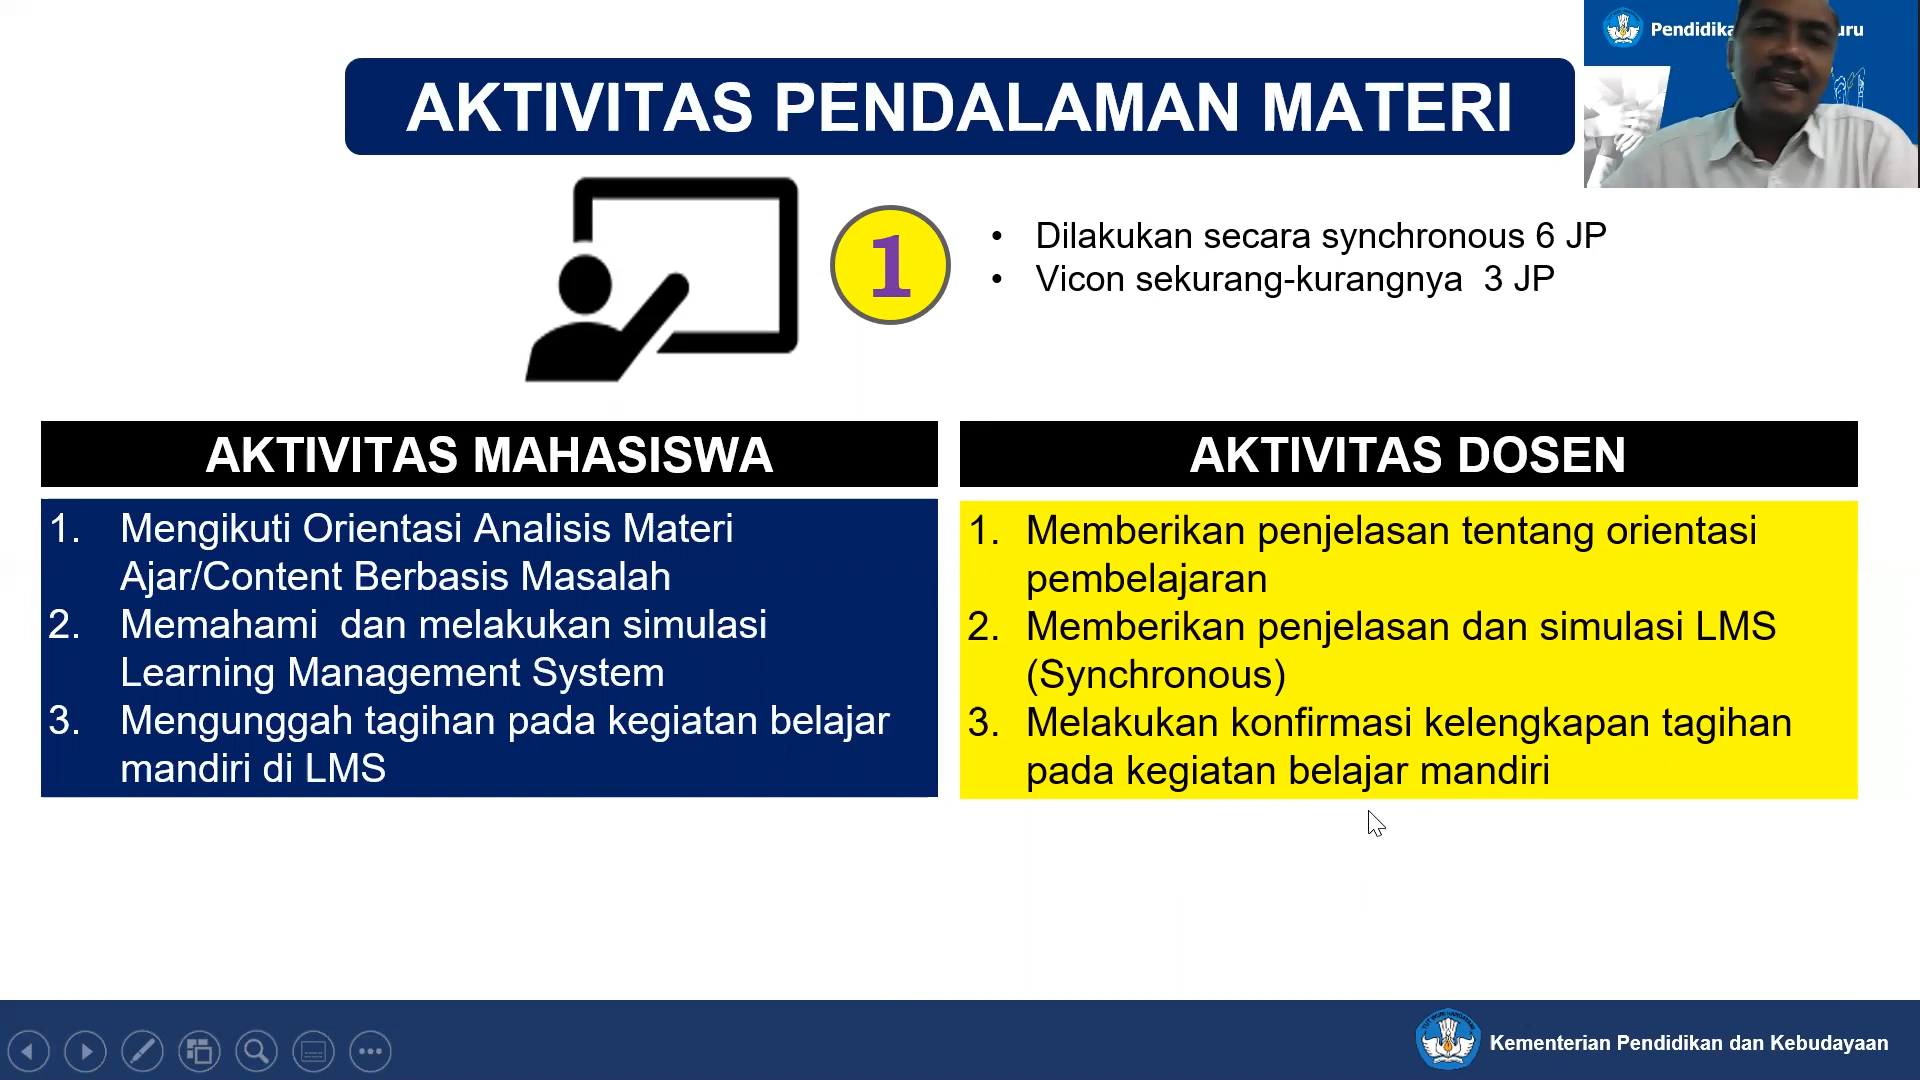 AKTIVITAS PENDALAMAN MATERI
1
• Dilakukan secara synchronous 6 JP
• Vicon sekurang-kurangnya  3 JP
AKTIVITAS MAHASISWA
1. Mengikuti Orientasi Analisis Materi
Ajar/Content Berbasis Masalah
2. Memahami  dan melakukan simulasi
Learning Management System
3. Mengunggah tagihan pada kegiatan belajar
mandiri di LMS
AKTIVITAS DOSEN
1. Memberikan penjelasan tentang orientasi
pembelajaran
2. Memberikan penjelasan dan simulasi LMS
(Synchronous)
3. Melakukan konfirmasi kelengkapan tagihan
pada kegiatan belajar mandiri
Kementerian Pendidikan dan Kebudayaan